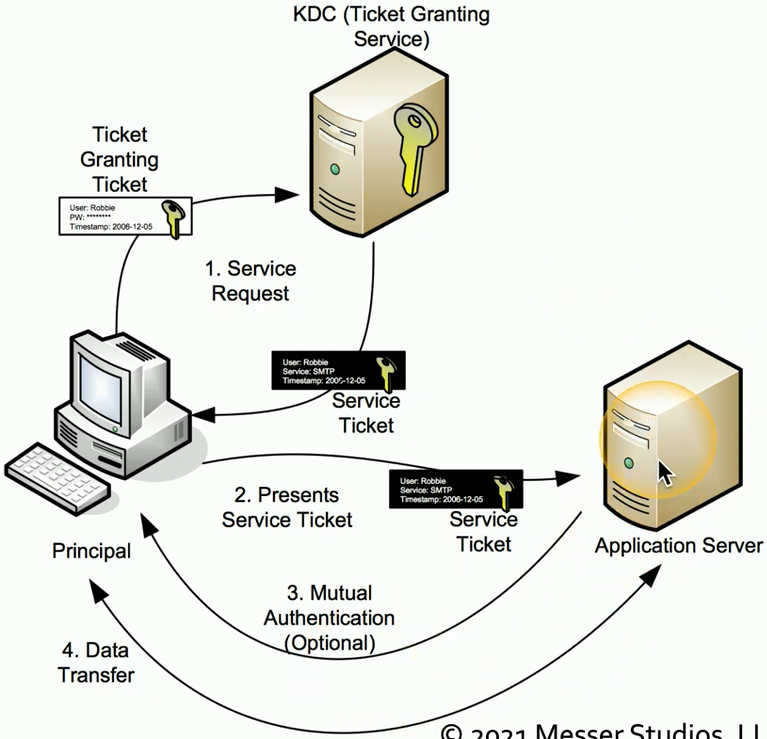 KDC (Ticket Granting
Service)
Ticket
Granting
Ticket
User: Robbie
PW: ********
Timestamp: 2006-12-05
1. Service
Request
User: Robbie
Service: SMTP
Timestamp: 2006-12-05
Service
Ticket
2. Presents
Service Ticket
User: Robbie
Service: SMTP
Timestamp: 2006-12-05
Service
Ticket
Principal
Application Server
3. Mutual
Authentication
(Optional)
4. Data
Transfer
© 2021 Messer Studios,